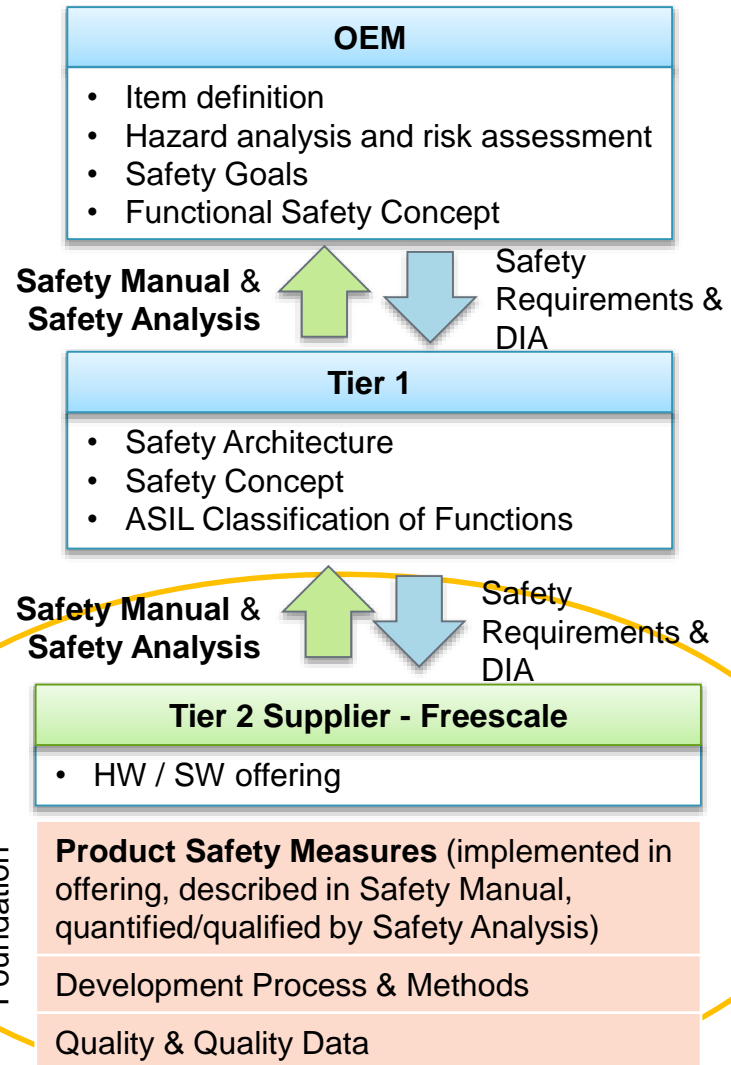 OEM
• Item definition
• Hazard analysis and risk assessment
• Safety Goals
• Functional Safety Concept
Safety Manual &
Safety Analysis
Safety
Requirements &
DIA
Tier 1
• Safety Architecture
• Safety Concept
• ASIL Classification of Functions
Safety Manual &
Safety Analysis
Safety
Requirements &
DIA
Tier 2 Supplier - Freescale
• HW / SW offering
Foundation
Product Safety Measures (implemented in
offering, described in Safety Manual,
quantified/qualified by Safety Analysis)
Development Process & Methods
Quality & Quality Data